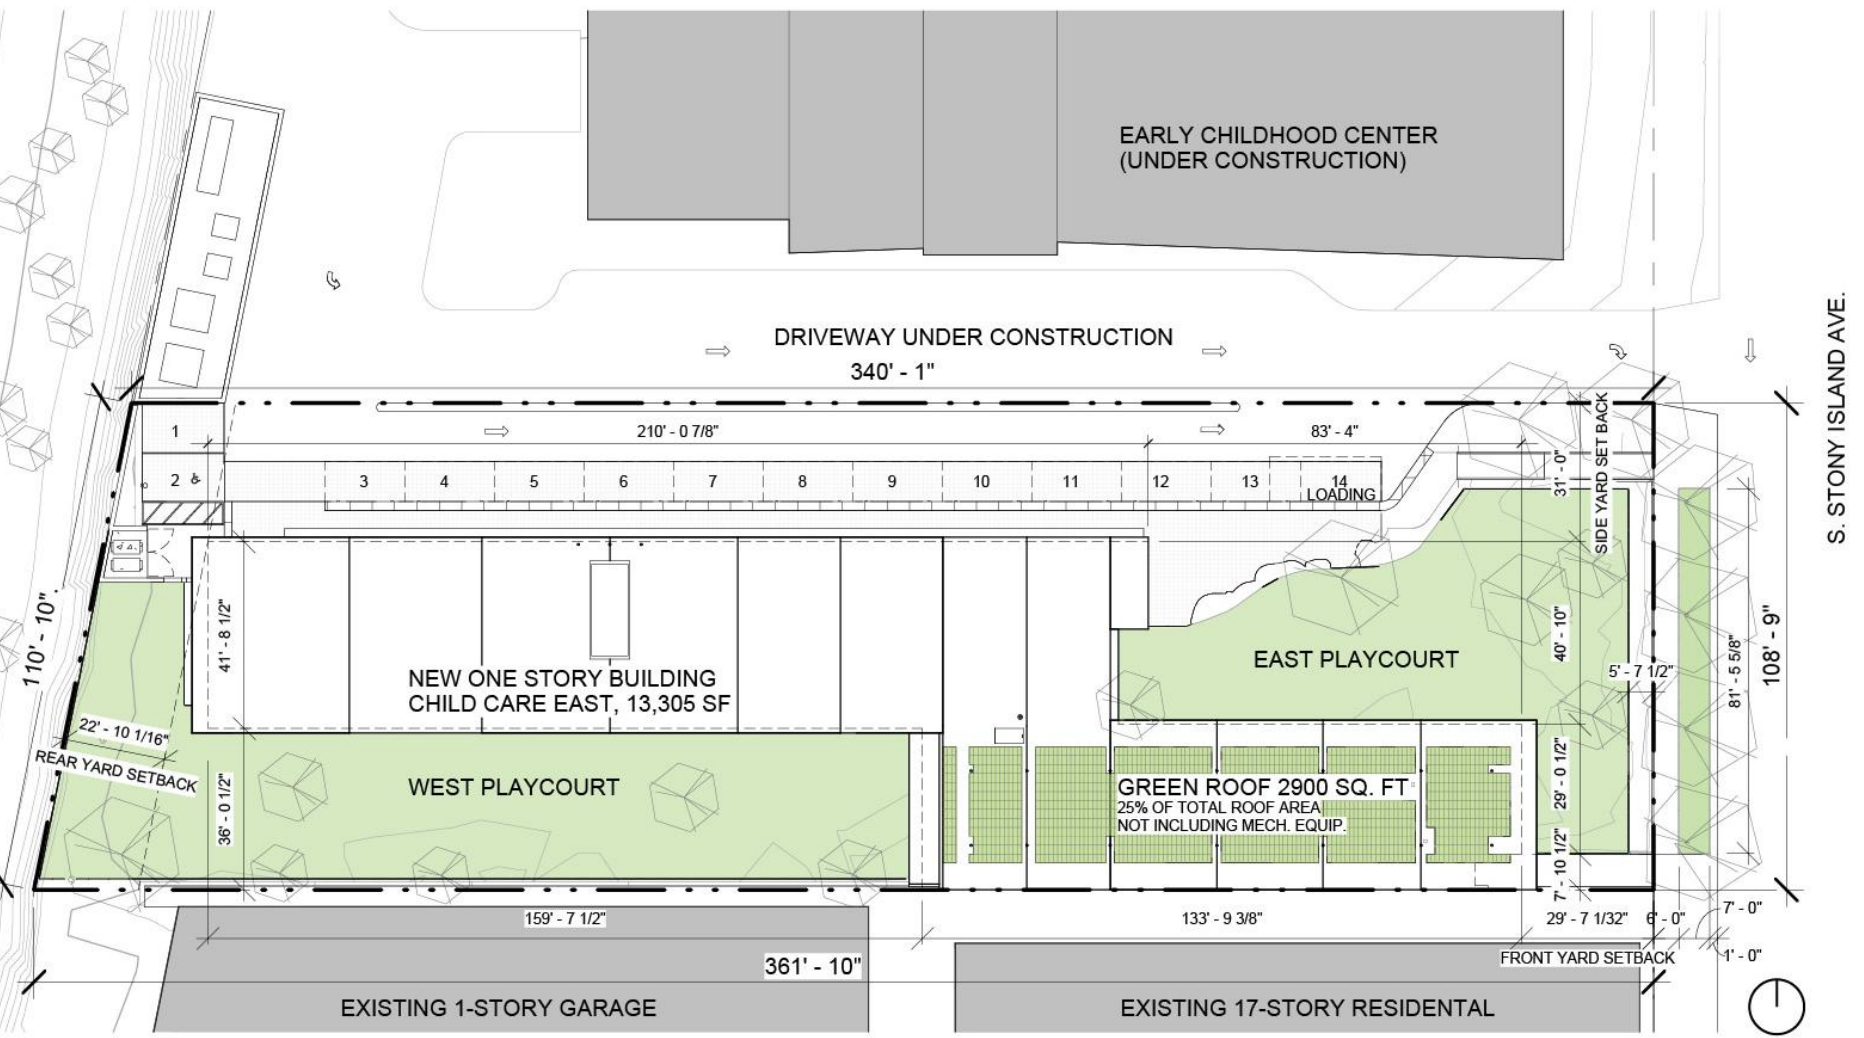 EARLY CHILDHOOD CENTER
(UNDER CONSTRUCTION)
S. STONY ISLAND AVE.
DRIVEWAY UNDER CONSTRUCTION
340' - 1"
210' - 0 7/8"
83' - 4"
1
2
3
4
5
6
7
8
9
10
11
12
13
14
LOADING
31' - 0"
SIDE YARD SET BACK
110' - 10"
41' - 8 1/2"
NEW ONE STORY BUILDING
CHILD CARE EAST, 13,305 SF
EAST PLAYCOURT
40' - 10"
5' - 7 1/2"
81' - 5 5/8"
108' - 9"
22' - 10 1/16"
REAR YARD SETBACK
WEST PLAYCOURT
36' - 0 1/2"
GREEN ROOF 2900 SQ. FT
25% OF TOTAL ROOF AREA
NOT INCLUDING MECH. EQUIP.
29' - 0 1/2"
7' - 10 1/2"
159' - 7 1/2"
133' - 9 3/8"
29' - 7 1/32"
6' - 0"
7' - 0"
1' - 0"
FRONT YARD SETBACK
361' - 10"
EXISTING 1-STORY GARAGE
EXISTING 17-STORY RESIDENTAL